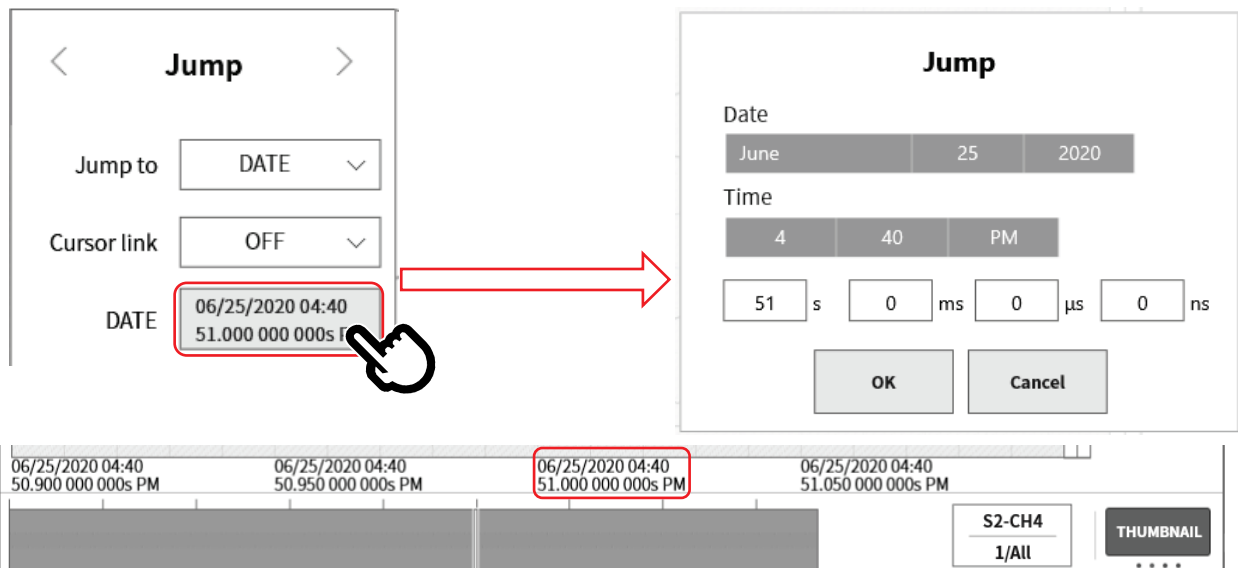 Jump
Jump to
DATE
Cursor link
OFF
DATE
06/25/2020 04:40
51.000 000 000s
Jump
Date
June 25 2020
Time
4 40 PM
51 s 0 ms 0 μs 0 ns
OK Cancel
06/25/2020 04:40
50.900 000 000s PM
06/25/2020 04:40
50.950 000 000s PM
06/25/2020 04:40
51.000 000 000s PM
06/25/2020 04:40
51.050 000 000s PM
S2-CH4
1/All
THUMBNAIL